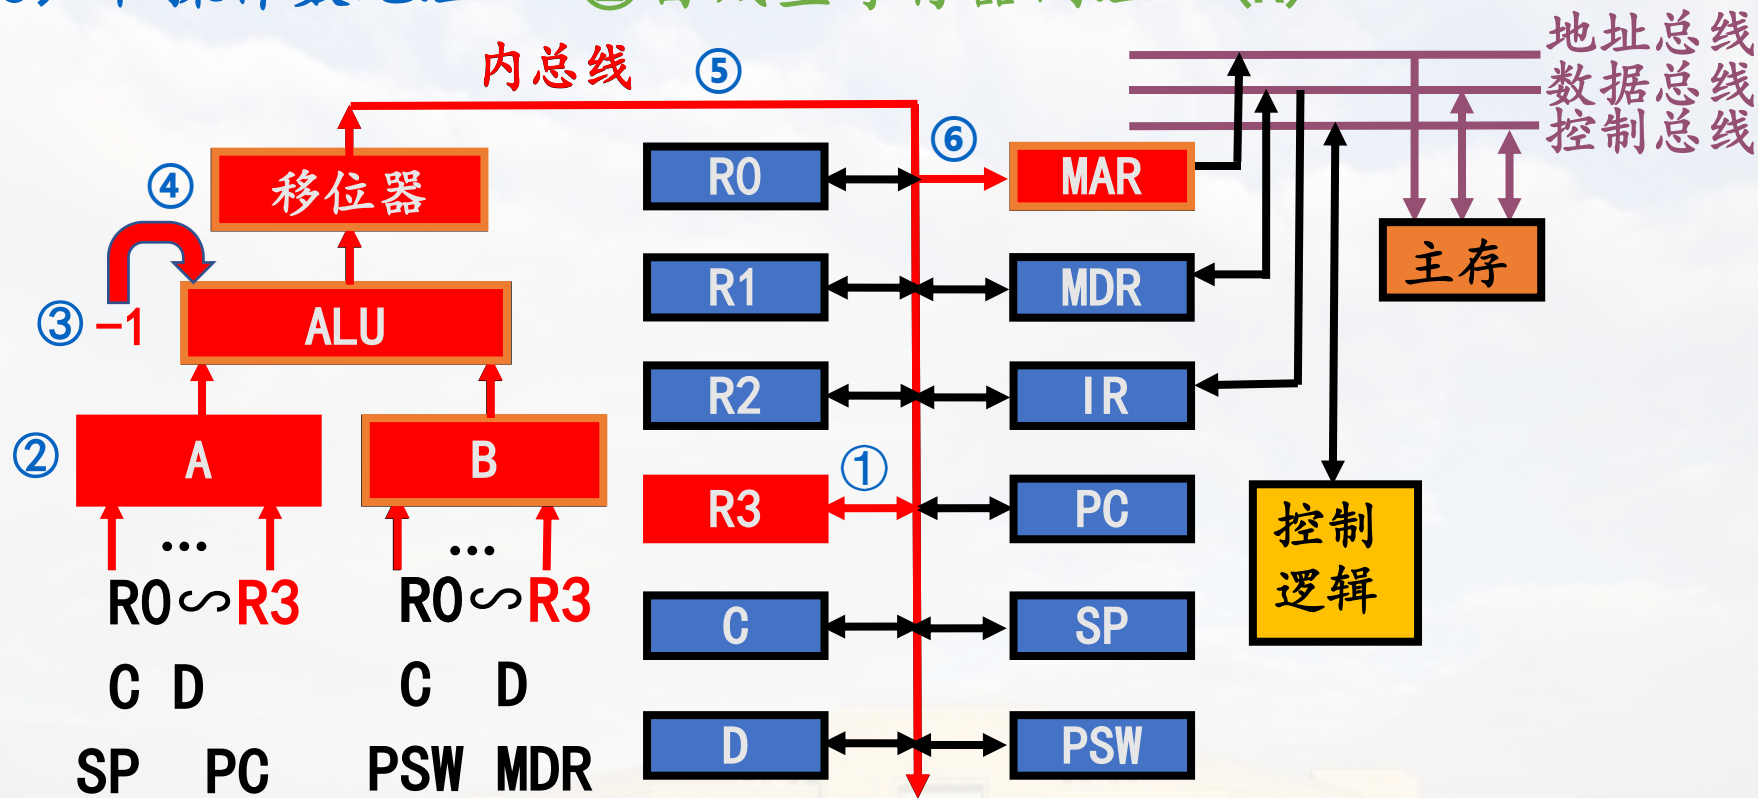 内总线 ⑤
地址总线
数据总线
控制总线
⑥
④ 移位器
R0 MAR
R1 MDR
主存
③ -1 ALU
R2 IR
② A B
①
R3 PC
控制
逻辑
... ...
R0∽R3 R0∽R3
C SP
C D C D
D PSW
SP PC PSW MDR